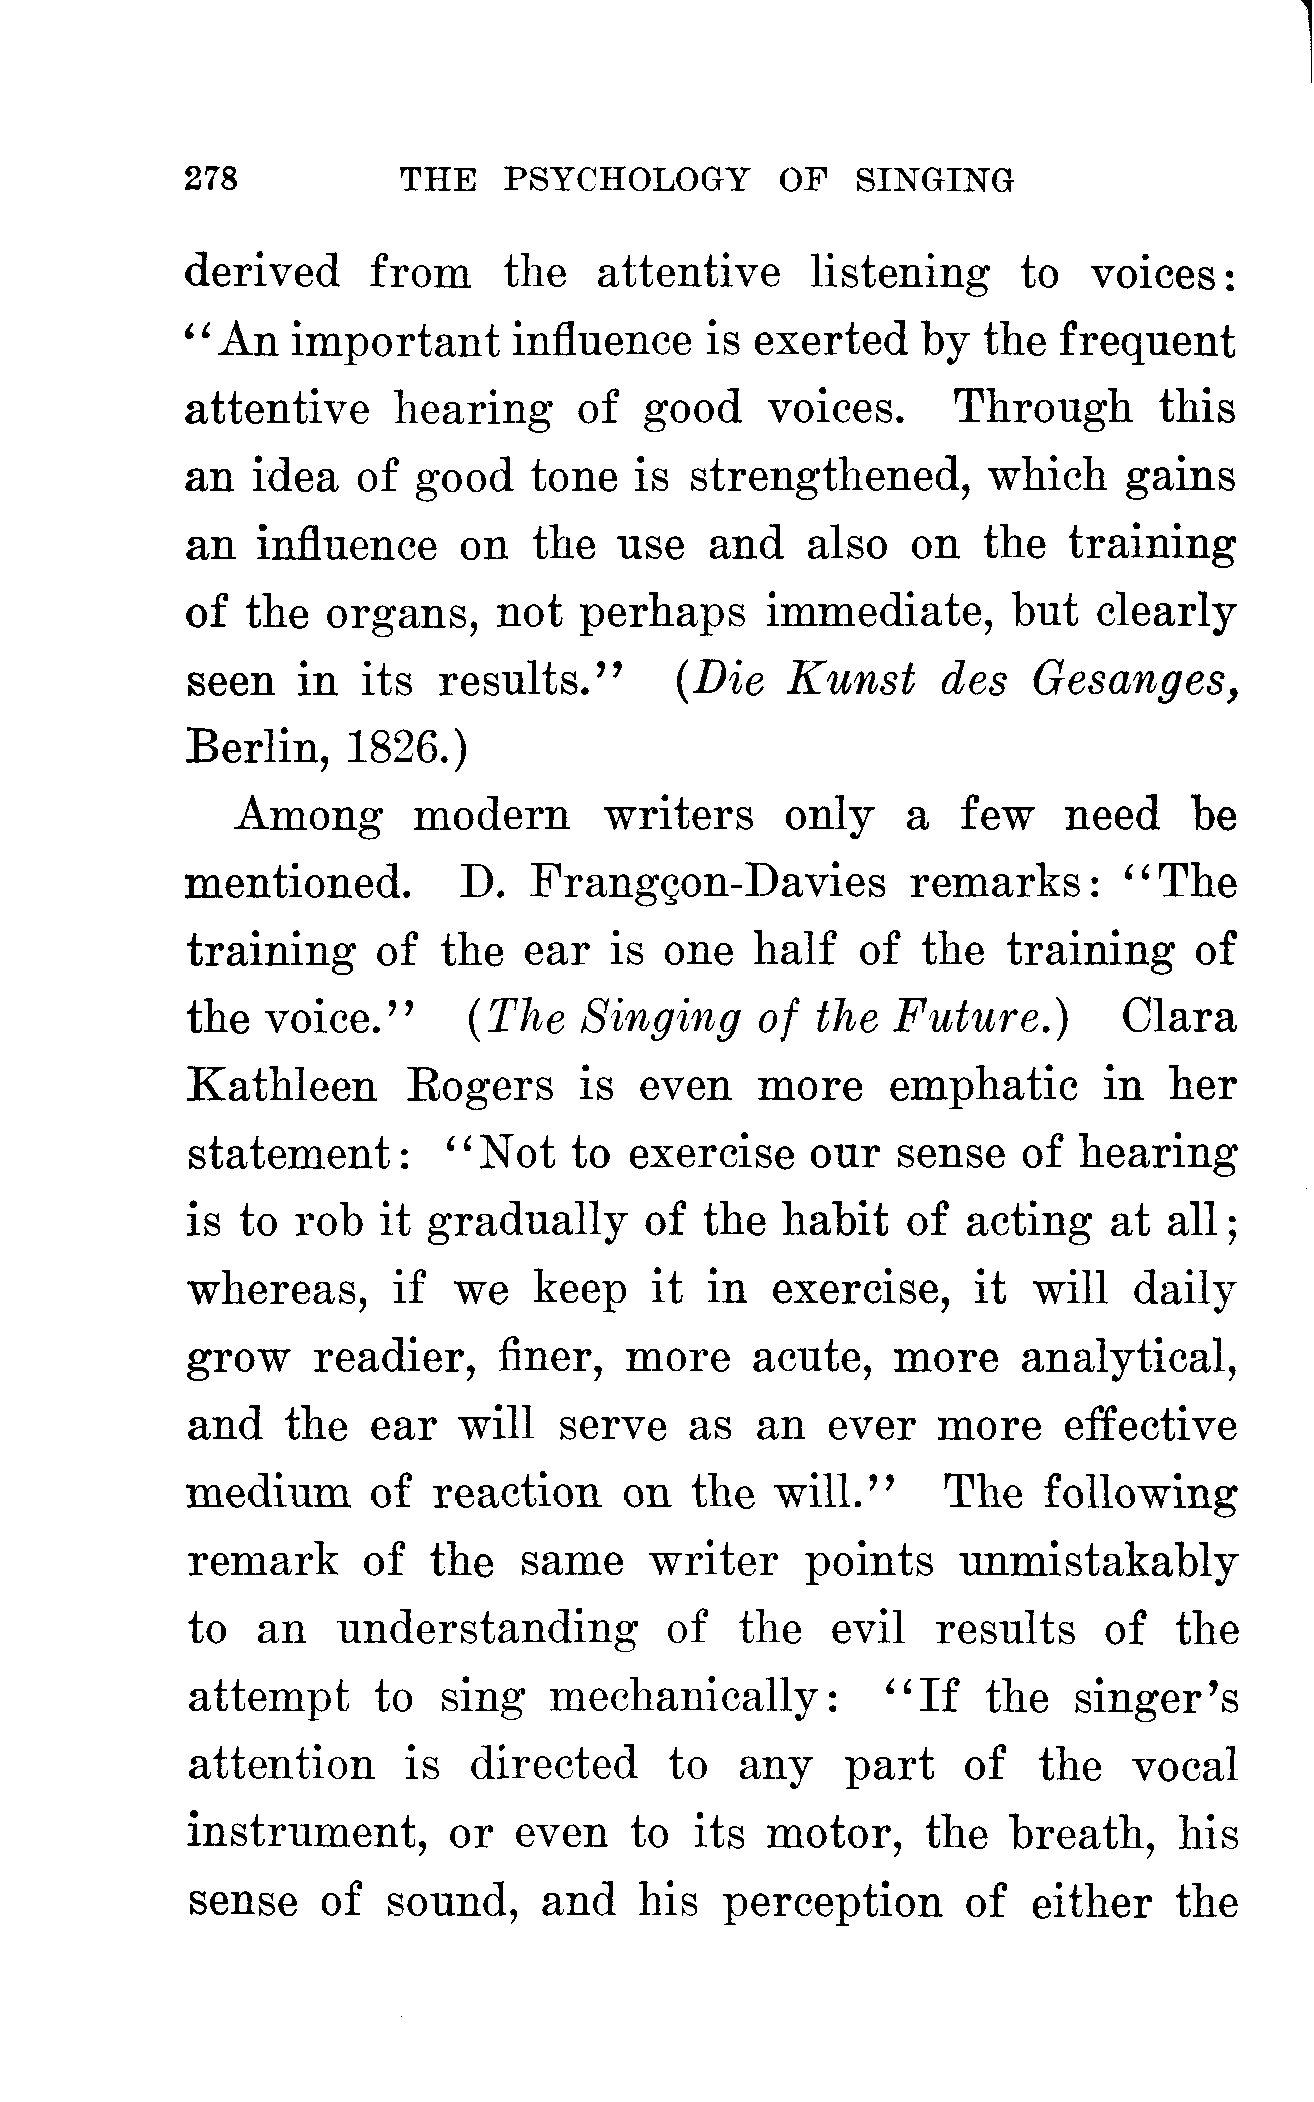 278 THE PSYCHOLOGY OF SINGING
derived from the attentive listening to voices:
“An important influence is exerted by the frequent
attentive hearing of good voices. Through this
an idea of good tone is strengthened, which gains
an influence on the use and also on the training
of the organs, not perhaps immediate, but clearly
seen in its results.” (Die Kunst des Gesanges,
Berlin, 1826.)
Among modern writers only a few need be
mentioned. D. Frangçon-Davies remarks: “The
training of the ear is one half of the training of
the voice.” (The Singing of the Future.) Clara
Kathleen Rogers is even more emphatic in her
statement: “Not to exercise our sense of hearing
is to rob it gradually of the habit of acting at all;
whereas, if we keep it in exercise, it will daily
grow readier, finer, more acute, more analytical,
and the ear will serve as an ever more effective
medium of reaction on the will.” The following
remark of the same writer points unmistakably
to an understanding of the evil results of the
attempt to sing mechanically: “If the singer’s
attention is directed to any part of the vocal
instrument, or even to its motor, the breath, his
sense of sound, and his perception of either the